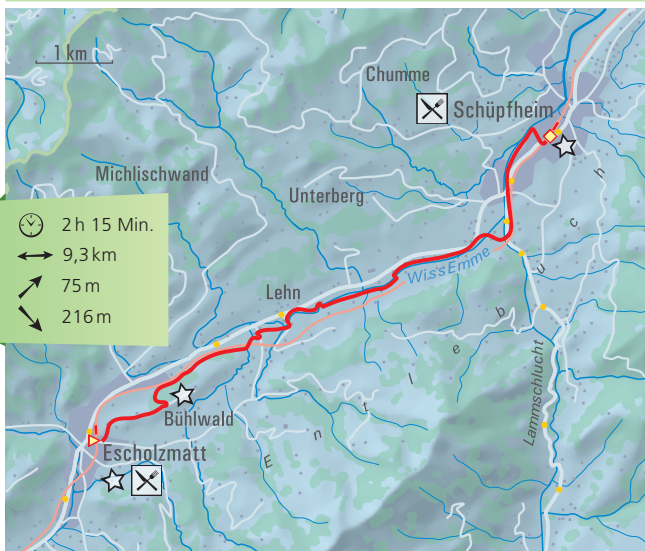 1 km
Chumme
Schüpfheim
Michlischwand
Unterberg
2 h 15 Min.
9,3 km
75 m
216 m
Wiss Emme
Lehn
Entlebuch
Lammschlucht
Bühlwald
Escholzmatt